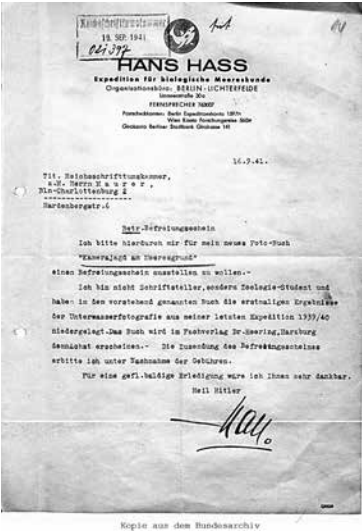 Reichsschrifttumskammer
18. SEP. 1941
HANS HASS
Expedition für biologische Meereskunde
Organisationsbüro: BERLIN-LICHTERFELDE
FERNSPRECHER 76007
16.9.41.
Tit. Reichsschrifttumskammer,
z.H. Herrn Maurer,
Bln-Charlottenburg 2
Hardenbergstr.6
Betr.Befreiungsschein
Ich bitte hierdurch mir für mein neues Foto-Buch
"Kamerajagd am Meeresgrund"
einen Befreiungsschein ausstellen zu wollen.-
Ich bin nicht Schriftsteller, sondern Zoologie-Student und
habe in dem vorstehend genannten Buch die erstmaligen Ergebnisse
der Unterwasserfotografie aus meiner letzten Expedition 1939/40
niedergelegt.Das Buch wird im Fachverlag Dr.Heering,Harzburg
demnächst erscheinen.- Die Zusendung des Befreiungsscheines
erbitte ich unter Nachnahme der Gebühren.
Für eine gefl.baldige Erledigung wäre ich Ihnen sehr dankbar.
Heil Hitler
Hass.
Kopie aus dem Bundesarchiv